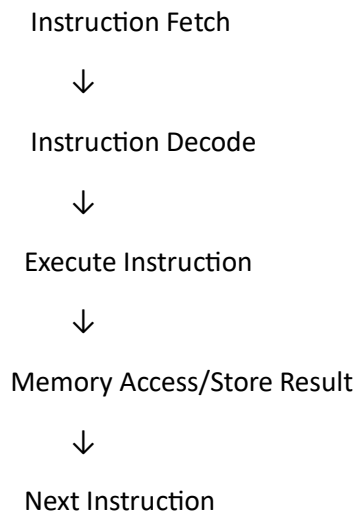 Instruction Fetch
↓
Instruction Decode
↓
Execute Instruction
↓
Memory Access/Store Result
↓
Next Instruction